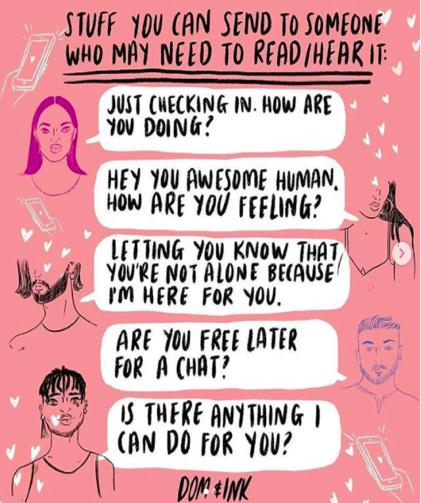 STUFF YOU CAN SEND TO SOMEONE
WHO MAY NEED TO READ/HEAR IT:
JUST CHECKING IN. HOW ARE
YOU DOING?
HEY YOU AWESOME HUMAN.
HOW ARE YOU FEELING?
LETTING YOU KNOW THAT
YOU'RE NOT ALONE BECAUSE
I'M HERE FOR YOU.
ARE YOU FREE LATER
FOR A CHAT?
IS THERE ANYTHING I
CAN DO FOR YOU?
DOM & INK